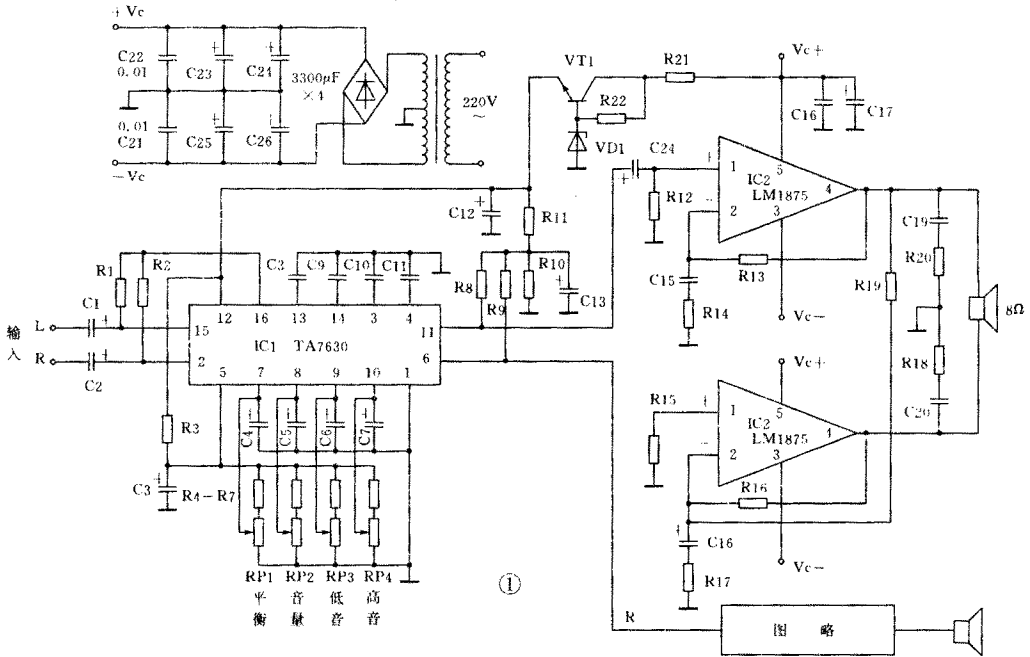 + Vc
C22
0.01
C23
C24
3300μF
×4
220V
~
0.01
C21
C25
C26
− Vc
VT1
R21
R22
VD1
Vc+
C16
C17
C24
R12
1
2
5
IC2
LM1875
3
4
C15
R13
R14
Vc−
C19
R20
R19
8Ω
R18
C20
C12
R11
R8
R9
R10
C13
R1
R2
C3
C9
C10
C11
输入
L
R
C1
C2
15
2
12
16
13
14
3
4
11
6
IC1 TA7630
5
7
8
9
10
1
R3
C4
C5
C6
C7
C3
R4−R7
RP1
平衡
RP2
音量
RP3
低音
RP4
高音
①
R15
Vc+
1
2
5
IC2
LM1875
3
4
R16
C16
R17
Vc−
R
图 略